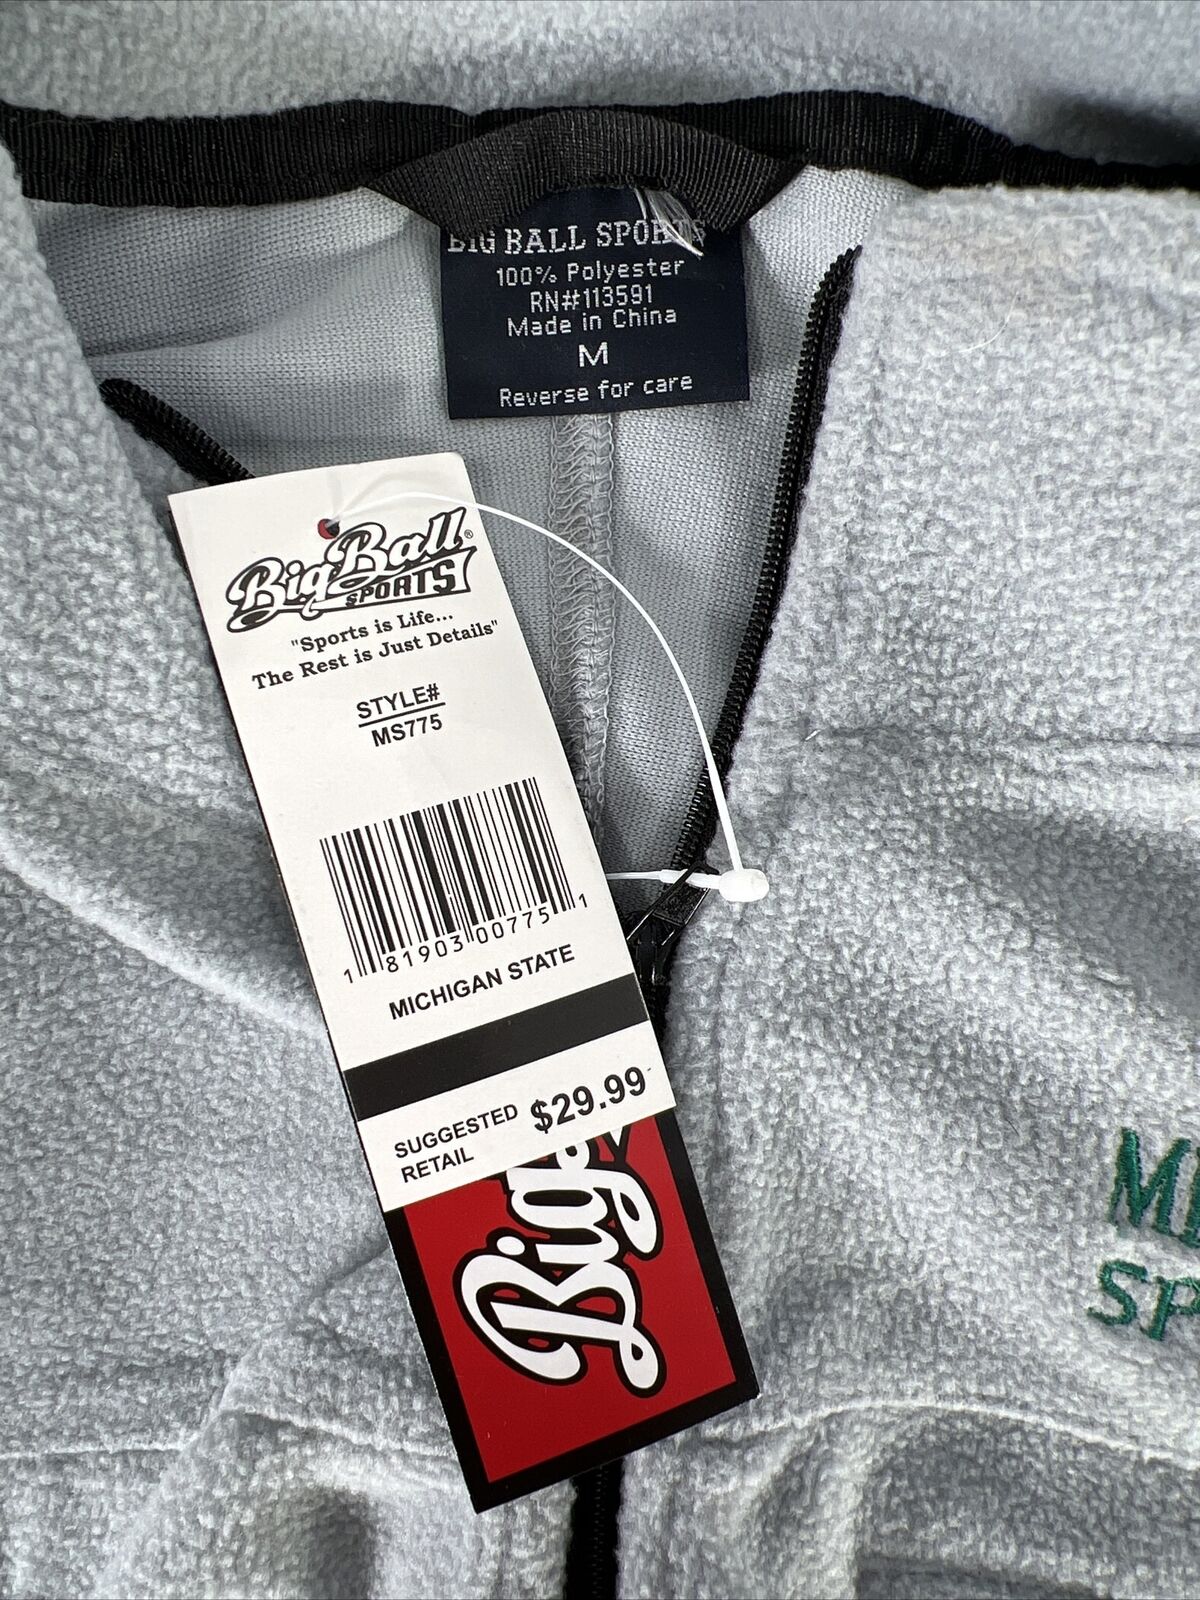 BIG BALL SPORTS
100% Polyester
RN#113591
Made in China
M
Reverse for care
Big Ball®
SPORTS
"Sports is Life...
The Rest is Just Details"
STYLE#
MS775
1 81903 00775 1
MICHIGAN STATE
SUGGESTED
RETAIL
$29.99
Big